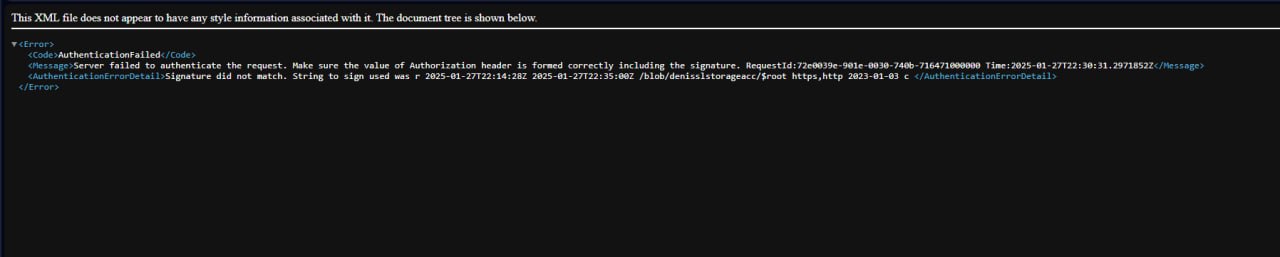 This XML file does not appear to have any style information associated with it. The document tree is shown below.
▼<Error>
<Code>AuthenticationFailed</Code>
<Message>Server failed to authenticate the request. Make sure the value of Authorization header is formed correctly including the signature. RequestId:72e0039e-901e-0030-740b-716471000000 Time:2025-01-27T22:30:31.2971852Z</Message>
<AuthenticationErrorDetail>Signature did not match. String to sign used was r 2025-01-27T22:14:28Z 2025-01-27T22:35:00Z /blob/denisslstorageacc/$root https,http 2023-01-03 c </AuthenticationErrorDetail>
</Error>